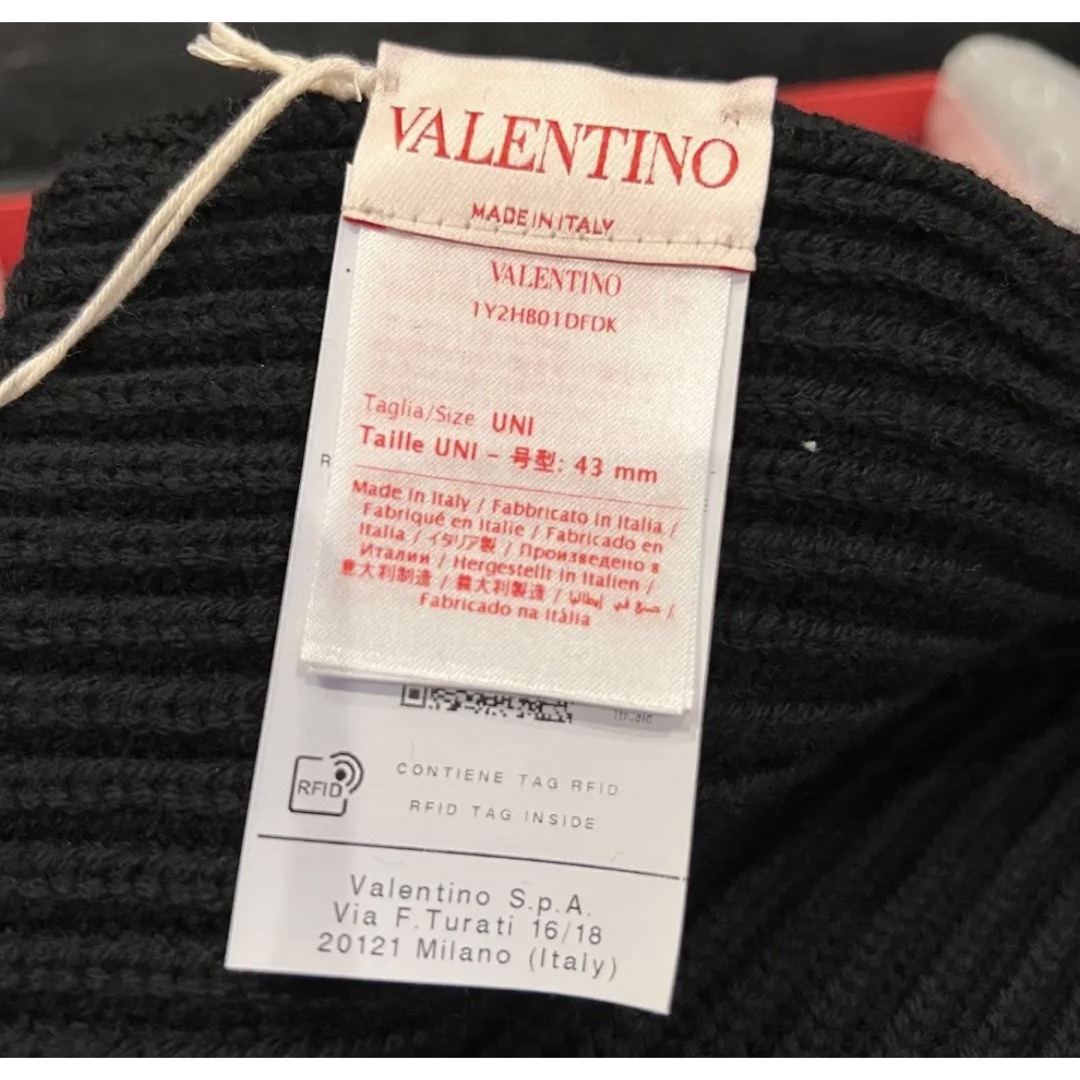 VALENTINO
MADE IN ITALY
VALENTINO
1Y2HB01DFDK
Taglia/Size UNI
Taille UNI - 号型: 43 mm
R
Made in Italy / Fabbricato in Italia /
Fabriqué en Italie / Fabricado en
Italia / イタリア製 / Произведено в
Италии / Hergestellt in Italien /
意大利制造 / 義大利製造 / صنع في إيطاليا /
Fabricado na Itália
RFID
CONTIENE TAG RFID
RFID TAG INSIDE
Valentino S.p.A.
Via F.Turati 16/18
20121 Milano (Italy)